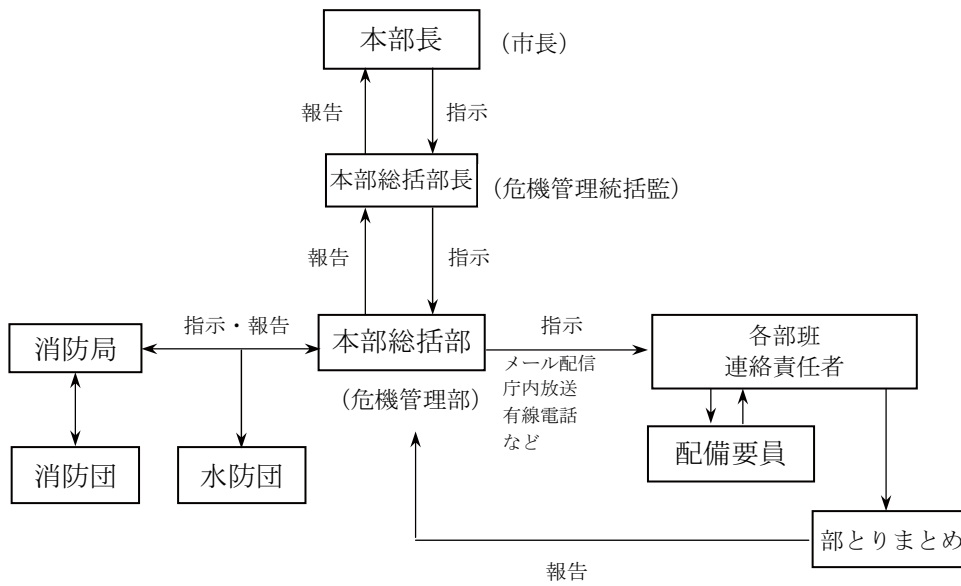 本部長
(市長)
報告
指示
本部総括部長
(危機管理統括監)
報告
指示
指示・報告
本部総括部
(危機管理部)
指示
メール配信
庁内放送
有線電話
など
各部班
連絡責任者
消防局
消防団
水防団
配備要員
部とりまとめ
報告